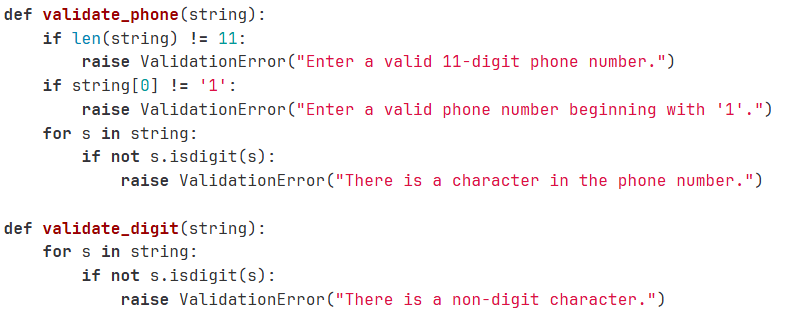 def validate_phone(string):
    if len(string) != 11:
        raise ValidationError("Enter a valid 11-digit phone number.")
    if string[0] != '1':
        raise ValidationError("Enter a valid phone number beginning with '1'.")
    for s in string:
        if not s.isdigit(s):
            raise ValidationError("There is a character in the phone number.")

def validate_digit(string):
    for s in string:
        if not s.isdigit(s):
            raise ValidationError("There is a non-digit character.")